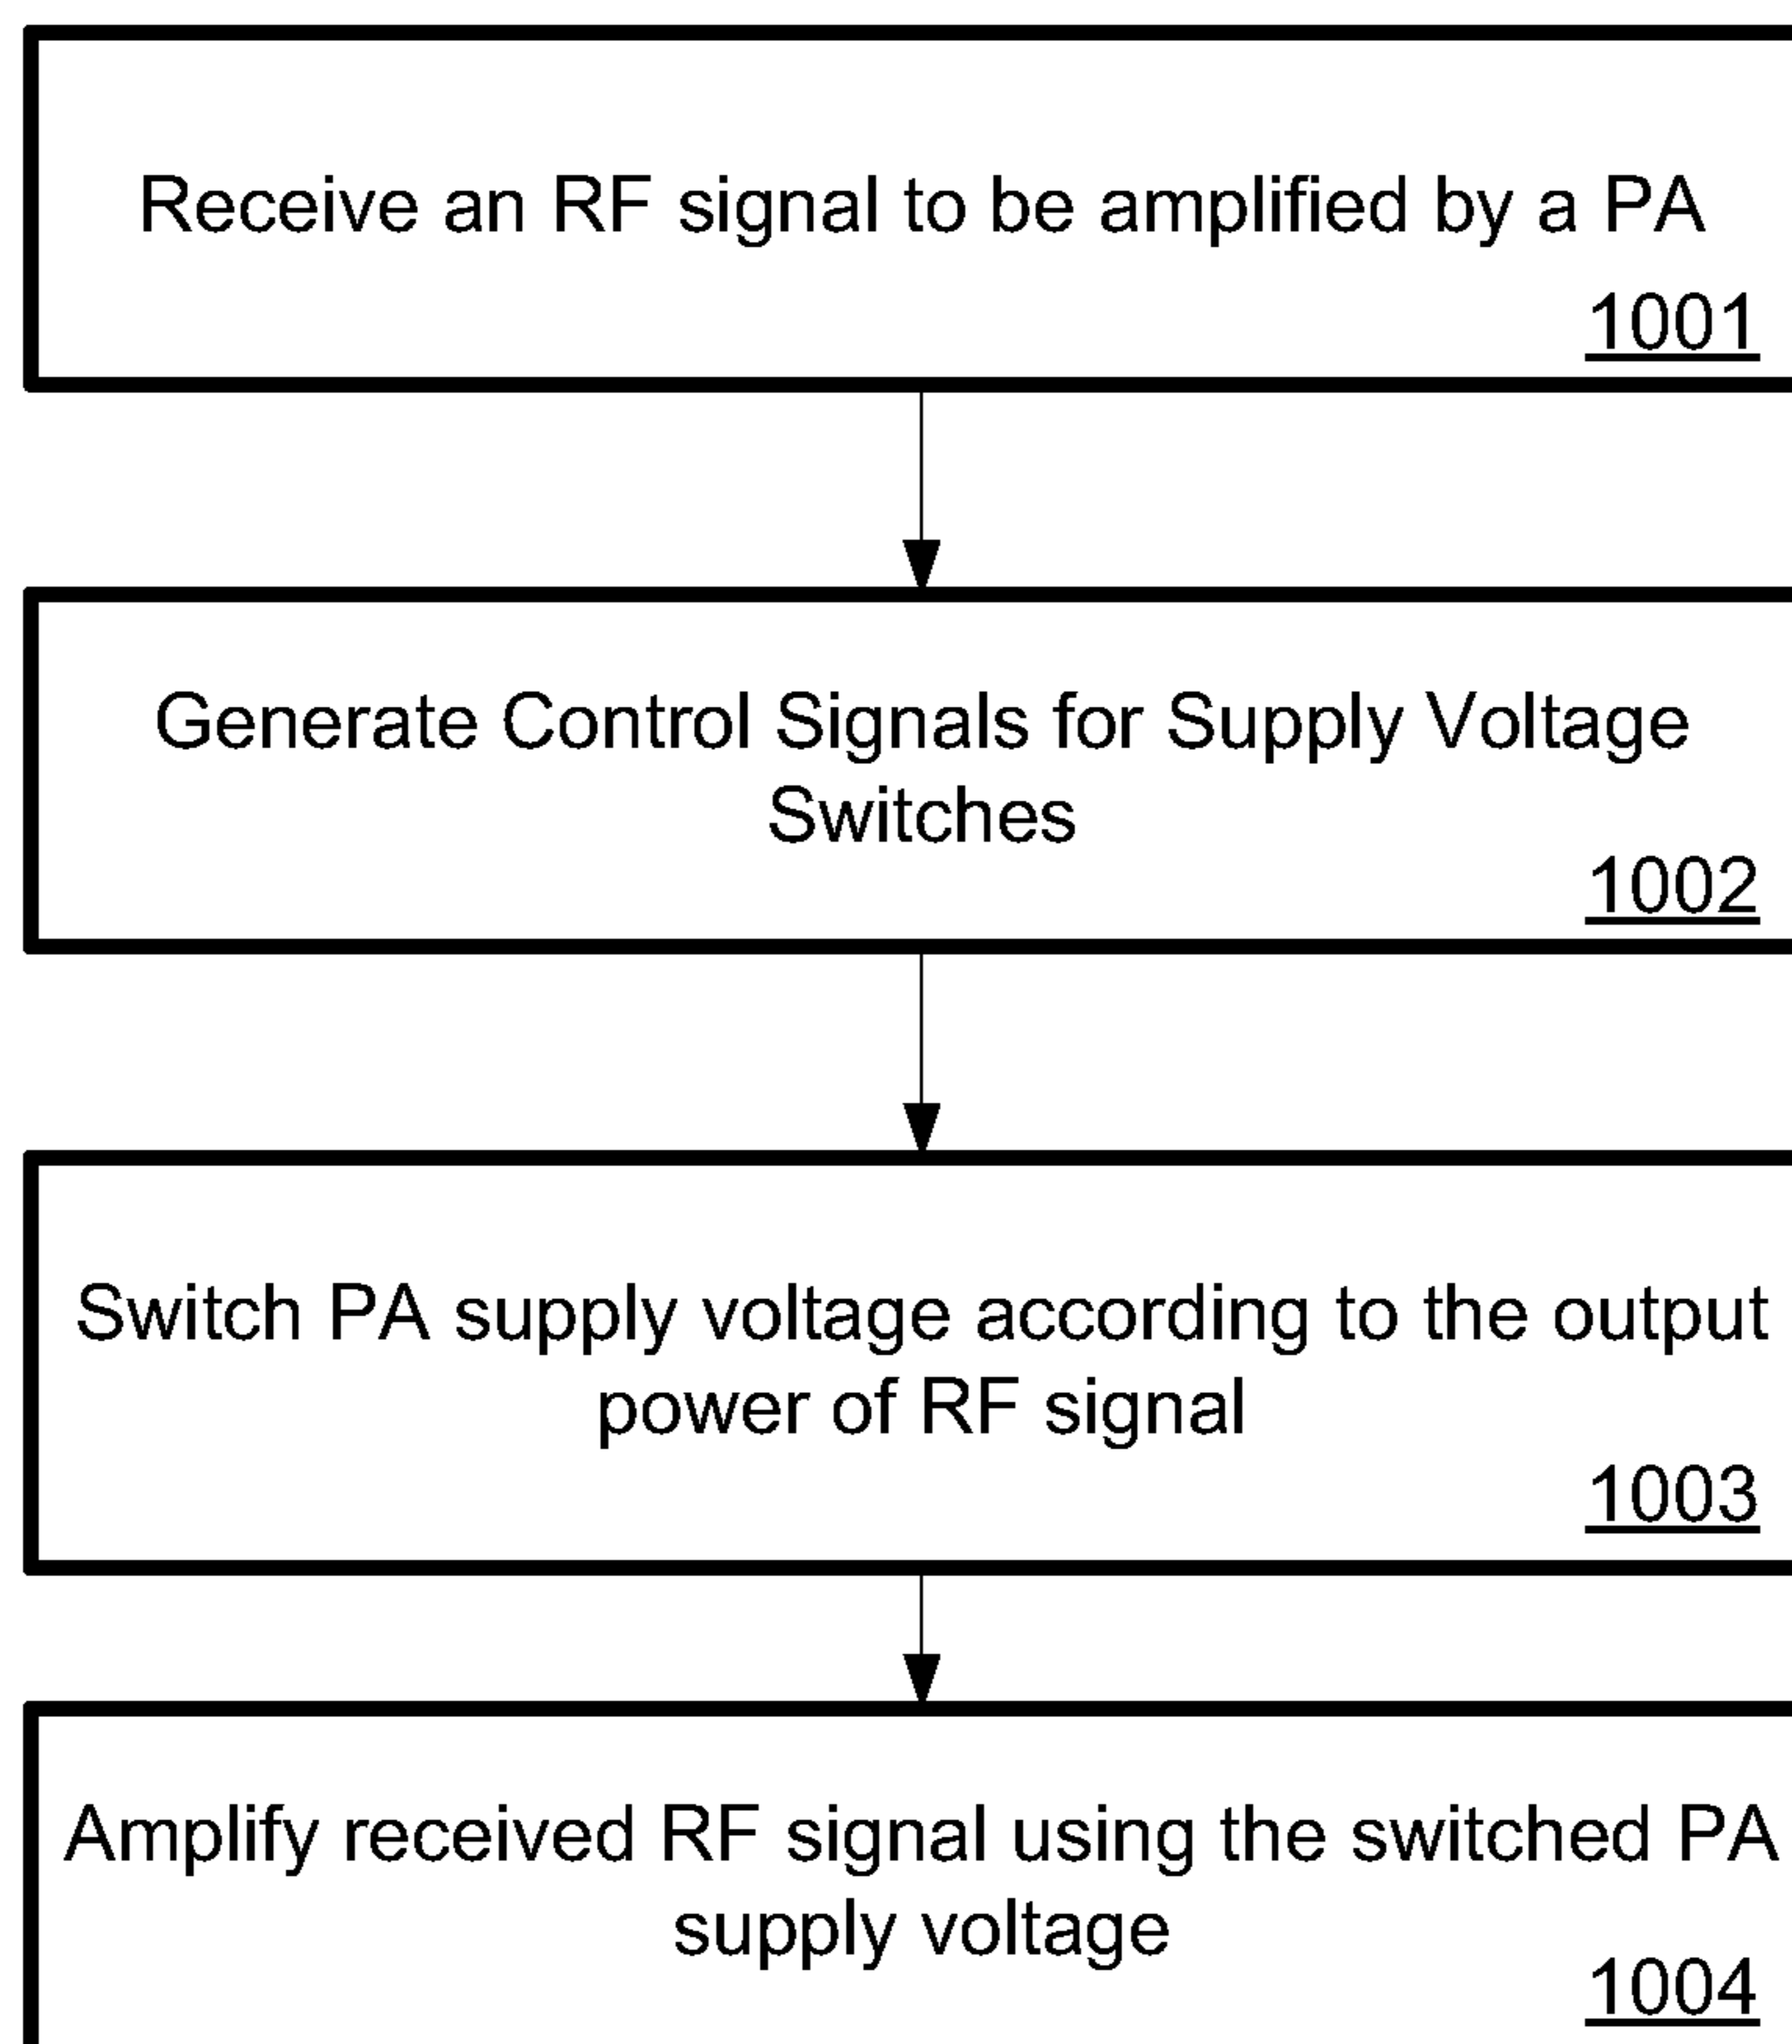 Receive an RF signal to be amplified by a PA
1001
Generate Control Signals for Supply Voltage
Switches
1002
Switch PA supply voltage according to the output
power of RF signal
1003
Amplify received RF signal using the switched PA
supply voltage
1004